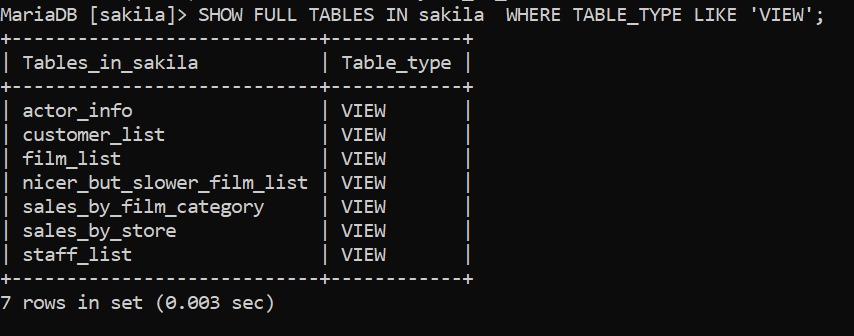 MariaDB [sakila]> SHOW FULL TABLES IN sakila  WHERE TABLE_TYPE LIKE 'VIEW';
+----------------------------+------------+
| Tables_in_sakila           | Table_type |
+----------------------------+------------+
| actor_info                 | VIEW       |
| customer_list              | VIEW       |
| film_list                  | VIEW       |
| nicer_but_slower_film_list | VIEW       |
| sales_by_film_category     | VIEW       |
| sales_by_store             | VIEW       |
| staff_list                 | VIEW       |
+----------------------------+------------+
7 rows in set (0.003 sec)